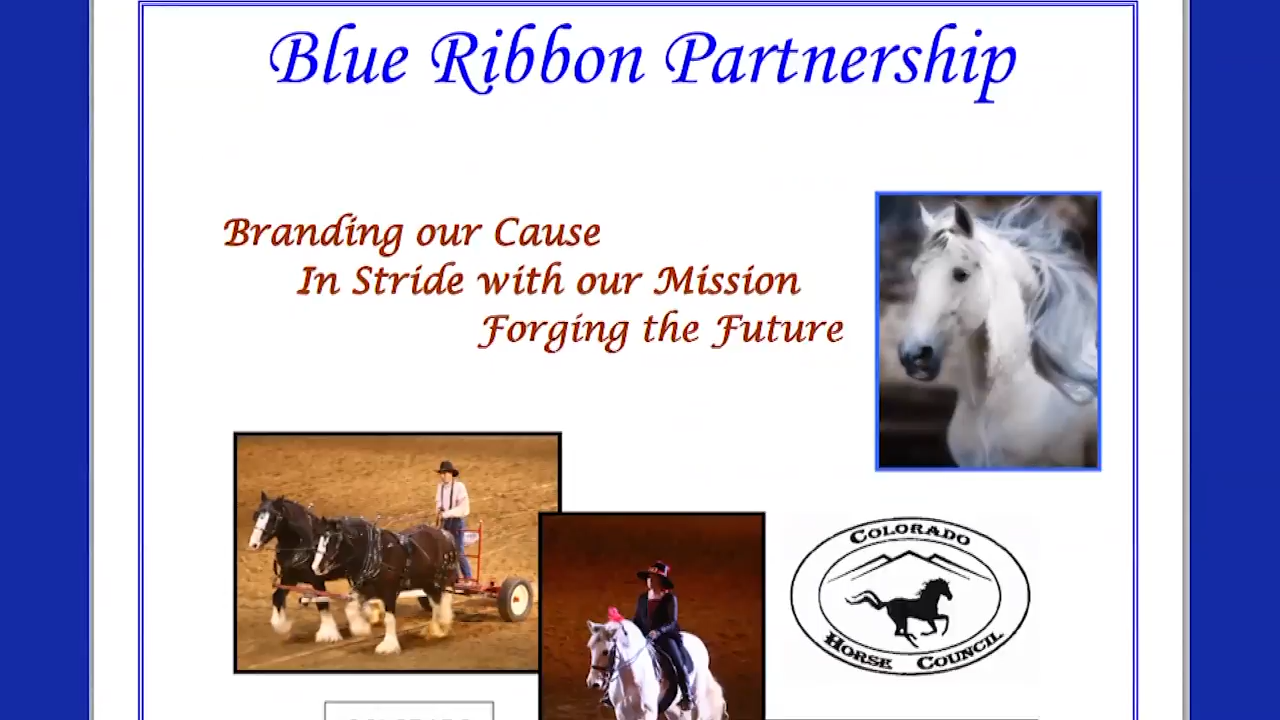 Blue Ribbon Partnership
Branding our Cause
In Stride with our Mission
Forging the Future
COLORADO
HORSE COUNCIL